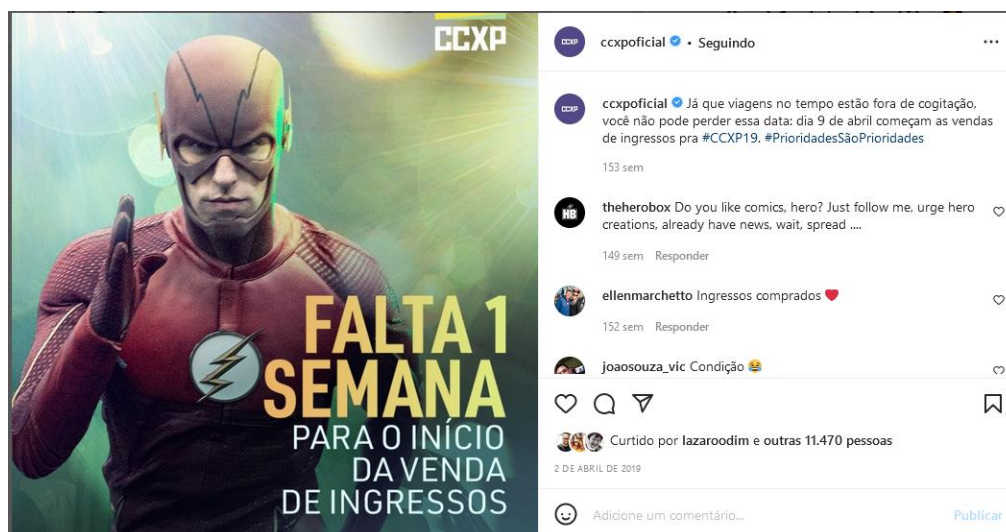 CCXP
FALTA 1
SEMANA
PARA O INÍCIO
DA VENDA
DE INGRESSOS
CCXP
ccxpoficial • Seguindo
CCXP
ccxpoficial Já que viagens no tempo estão fora de cogitação,
você não pode perder essa data: dia 9 de abril começam as vendas
de ingressos pra #CCXP19. #PrioridadesSãoPrioridades
153 sem
HB
theherobox Do you like comics, hero? Just follow me, urge hero
creations, already have news, wait, spread ....
149 sem Responder
ellenmarchetto Ingressos comprados ❤️
152 sem Responder
joaosouza_vic Condição 😂
Curtido por lazaroodim e outras 11.470 pessoas
2 DE ABRIL DE 2019
Adicione um comentário...
Publicar